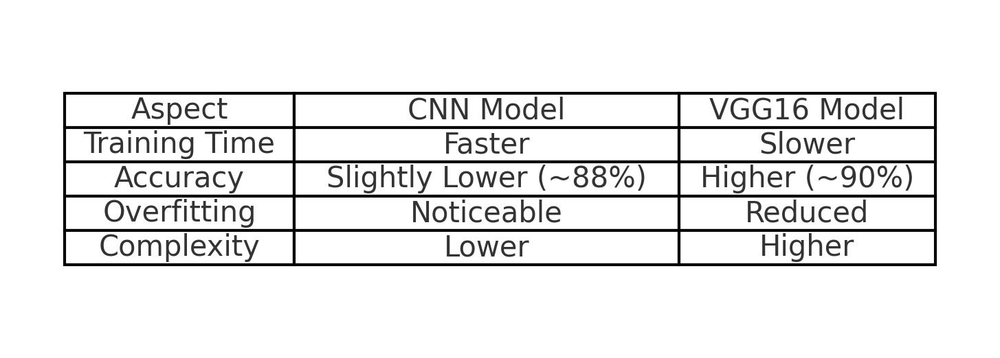 Aspect CNN Model VGG16 Model
Training Time Faster Slower
Accuracy Slightly Lower (~88%) Higher (~90%)
Overfitting Noticeable Reduced
Complexity Lower Higher